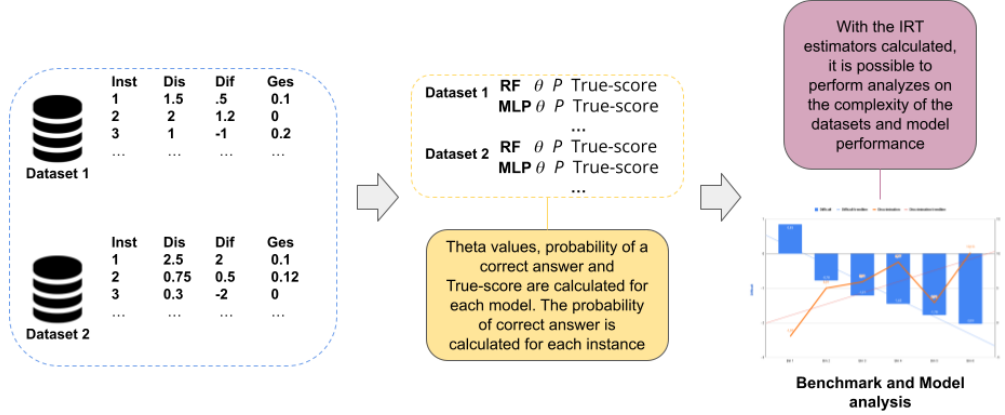 Inst Dis Dif Ges
1 1.5 .5 0.1
2 2 1.2 0
3 1 -1 0.2
... ... ... ...
Dataset 1
Inst Dis Dif Ges
1 2.5 2 0.1
2 0.75 0.5 0.12
3 0.3 -2 0
... ... ... ...
Dataset 2
Dataset 1 RF θ P True-score
MLP θ P True-score
...
Dataset 2 RF θ P True-score
MLP θ P True-score
...
Theta values, probability of a
correct answer and
True-score are calculated for
each model. The probability
of correct answer is
calculated for each instance
With the IRT
estimators calculated,
it is possible to
perform analyzes on
the complexity of the
datasets and model
performance
Benchmark and Model
analysis